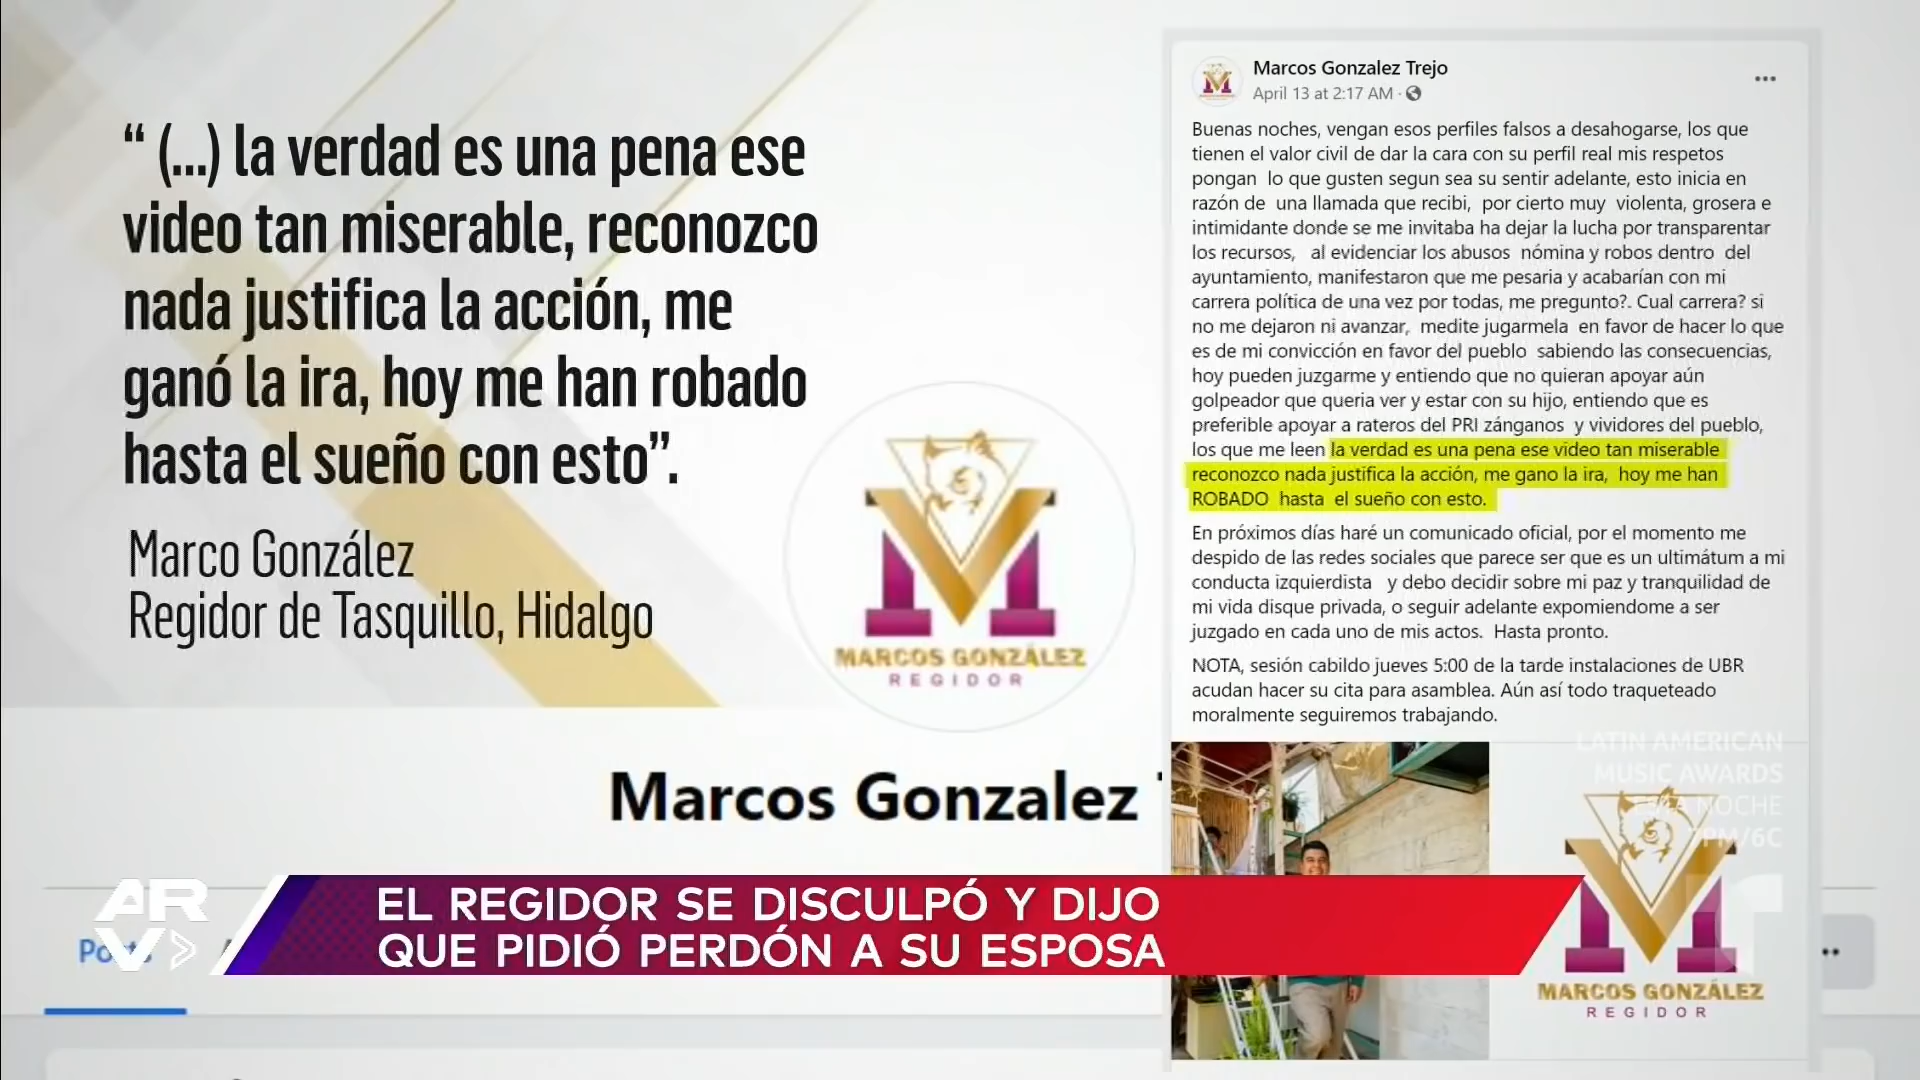 “ (...) la verdad es una pena ese
video tan miserable, reconozco
nada justifica la acción, me
ganó la ira, hoy me han robado
hasta el sueño con esto”.
Marco González
Regidor de Tasquillo, Hidalgo
MARCOS GONZÁLEZ
REGIDOR
Marcos Gonzalez
Marcos Gonzalez Trejo
April 13 at 2:17 AM ·
Buenas noches, vengan esos perfiles falsos a desahogarse, los que
tienen el valor civil de dar la cara con su perfil real mis respetos
pongan lo que gusten segun sea su sentir adelante, esto inicia en
razón de una llamada que recibi, por cierto muy violenta, grosera e
intimidante donde se me invitaba ha dejar la lucha por transparentar
los recursos, al evidenciar los abusos nómina y robos dentro del
ayuntamiento, manifestaron que me pesaria y acabarían con mi
carrera política de una vez por todas, me pregunto?. Cual carrera? si
no me dejaron ni avanzar, medite jugarmela en favor de hacer lo que
es de mi convicción en favor del pueblo sabiendo las consecuencias,
hoy pueden juzgarme y entiendo que no quieran apoyar aún
golpeador que queria ver y estar con su hijo, entiendo que es
preferible apoyar a rateros del PRI zánganos y vividores del pueblo,
los que me leen la verdad es una pena ese video tan miserable
reconozco nada justifica la acción, me gano la ira, hoy me han
ROBADO hasta el sueño con esto.
En próximos días haré un comunicado oficial, por el momento me
despido de las redes sociales que parece ser que es un ultimátum a mi
conducta izquierdista y debo decidir sobre mi paz y tranquilidad de
mi vida disque privada, o seguir adelante expomiendome a ser
juzgado en cada uno de mis actos. Hasta pronto.
NOTA, sesión cabildo jueves 5:00 de la tarde instalaciones de UBR
acudan hacer su cita para asamblea. Aún así todo traqueteado
moralmente seguiremos trabajando.
LATIN AMERICAN
MUSIC AWARDS
ESTA NOCHE
7PM/6C
MARCOS GONZÁLEZ
REGIDOR
ARV
EL REGIDOR SE DISCULPÓ Y DIJO
QUE PIDIÓ PERDÓN A SU ESPOSA